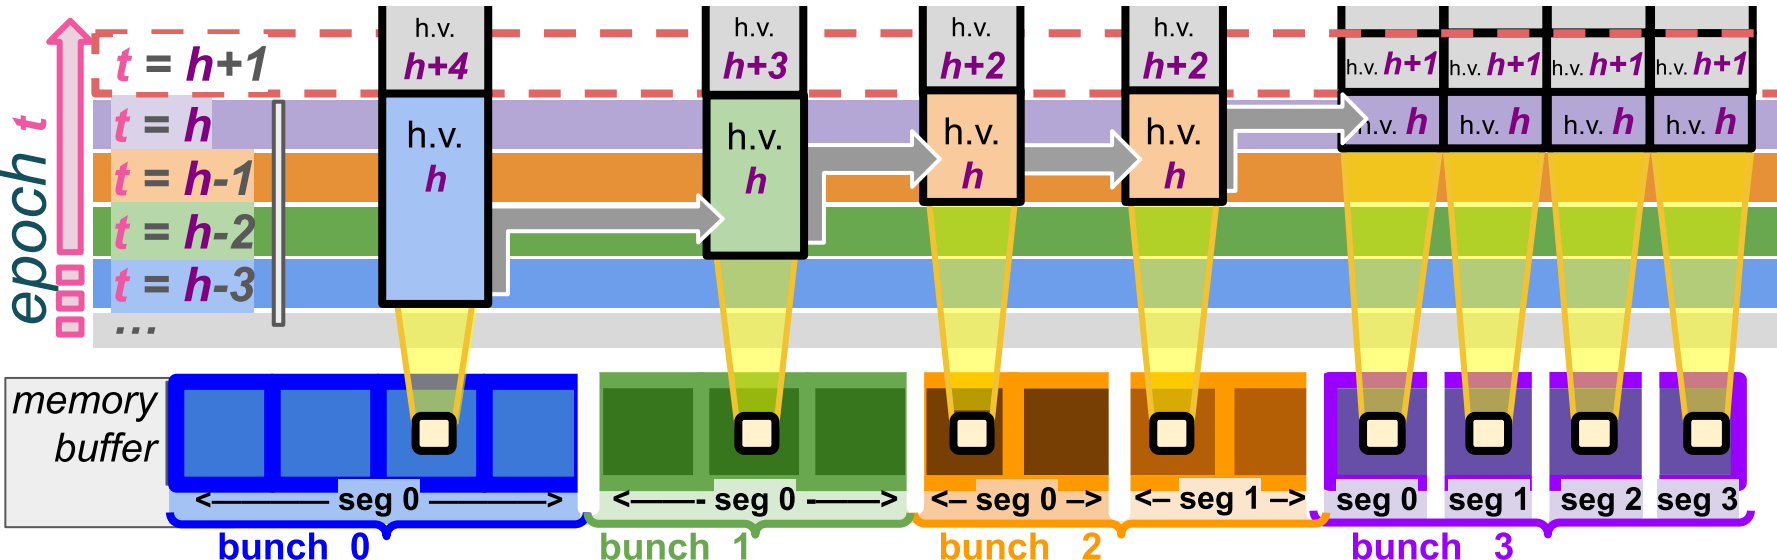 epoch t
t = h+1
t = h
t = h-1
t = h-2
t = h-3
...
h.v.
h+4
h.v.
h
h.v.
h+3
h.v.
h
h.v.
h+2
h.v.
h
h.v.
h+2
h.v.
h
h.v. h+1
h.v. h+1
h.v. h+1
h.v. h+1
h.v. h
h.v. h
h.v. h
h.v. h
memory
buffer
<——— seg 0 ———>
<——- seg 0 -——>
<– seg 0 –>
<– seg 1 –>
seg 0
seg 1
seg 2
seg 3
bunch 0
bunch 1
bunch 2
bunch 3